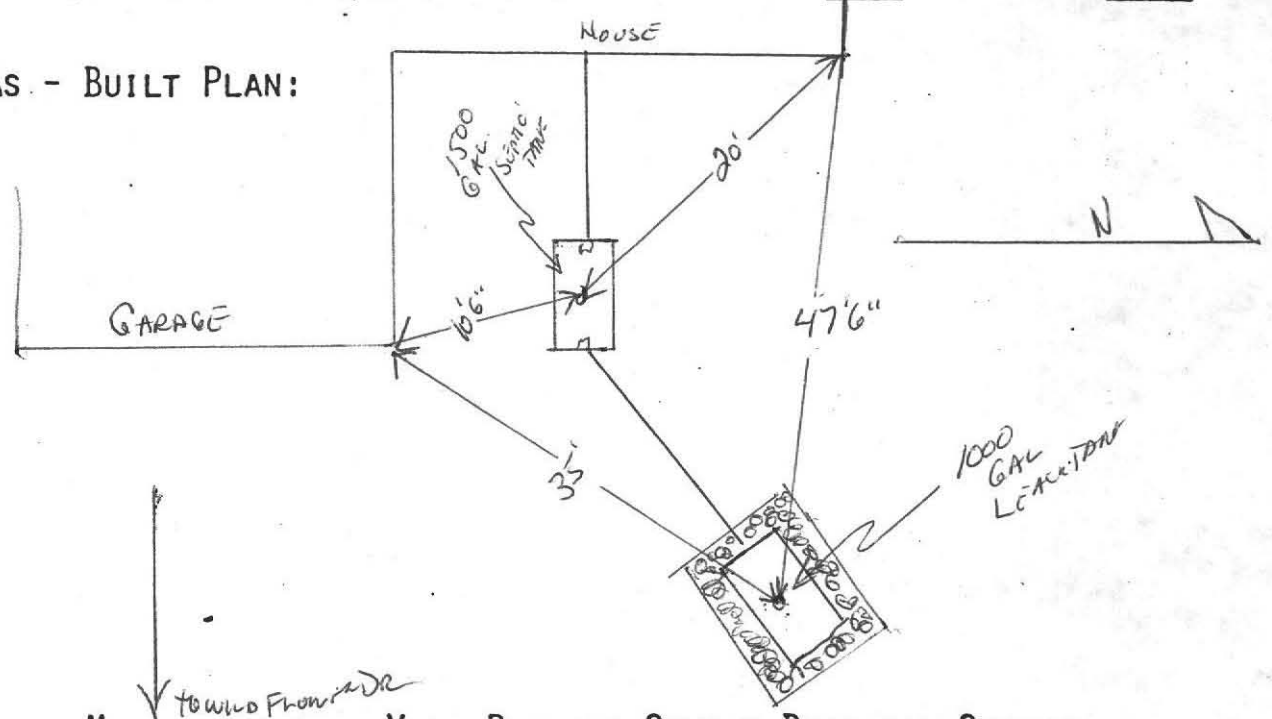 HOUSE
AS - BUILT PLAN:
1500
GAL.
SEPTIC
TANK
20'
N
GARAGE
10'6"
47'6"
35'
1000
GAL
LEACH TANK
TO WILD FLOWER DR